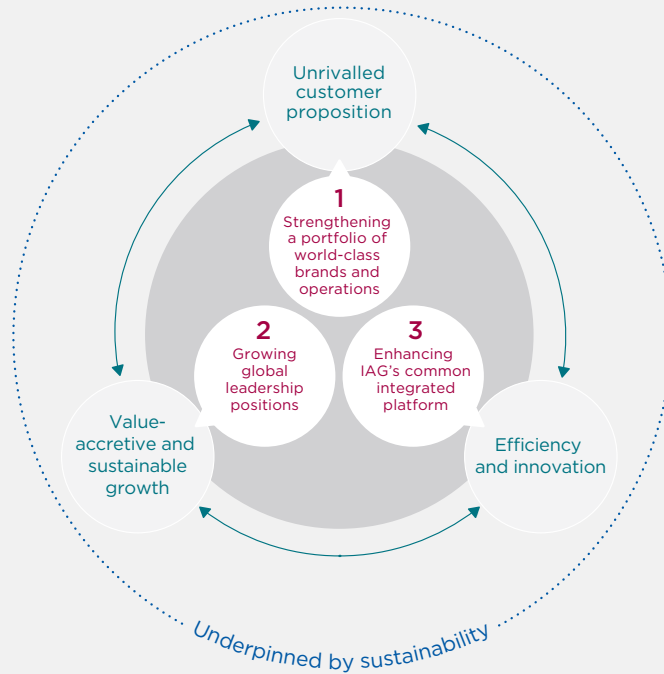 Unrivalled
customer
proposition
1
Strengthening
a portfolio of
world-class
brands and
operations
2
Growing
global
leadership
positions
3
Enhancing
IAG's common
integrated
platform
Value-
accretive and
sustainable
growth
Efficiency
and innovation
Underpinned by sustainability